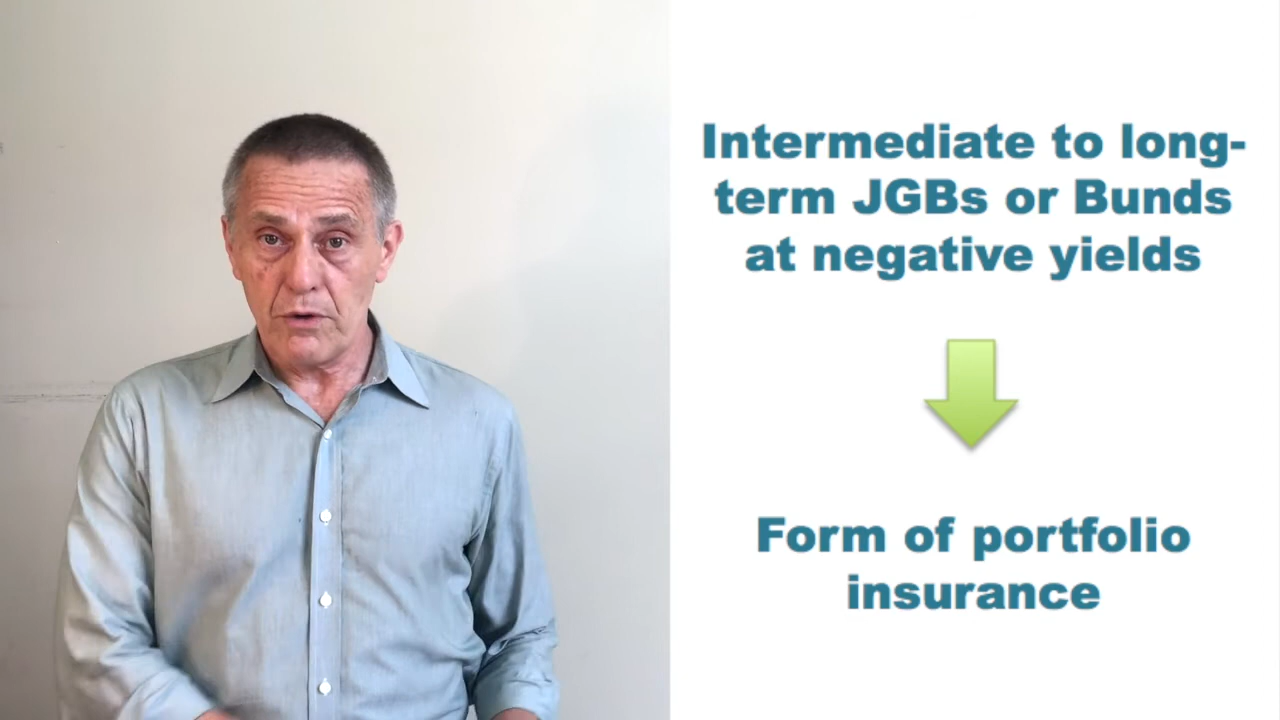 Intermediate to long-
term JGBs or Bunds
at negative yields
Form of portfolio
insurance